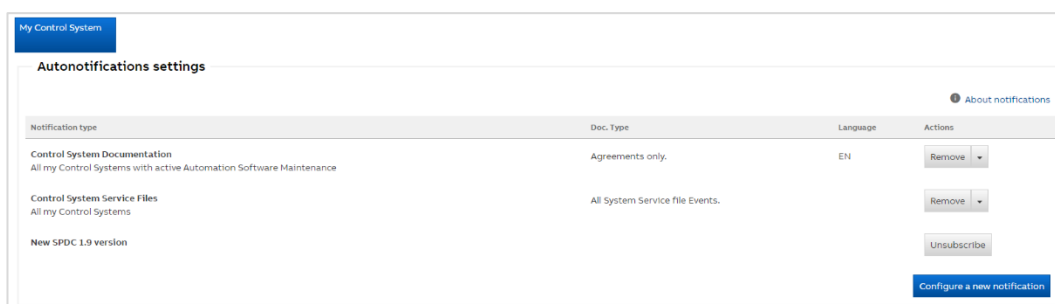 My Control System
Autonotifications settings
About notifications
Notification type Doc. Type Language Actions
Control System Documentation
All my Control Systems with active Automation Software Maintenance
Agreements only. EN Remove
Control System Service Files
All my Control Systems
All System Service file Events. Remove
New SPDC 1.9 version Unsubscribe
Configure a new notification